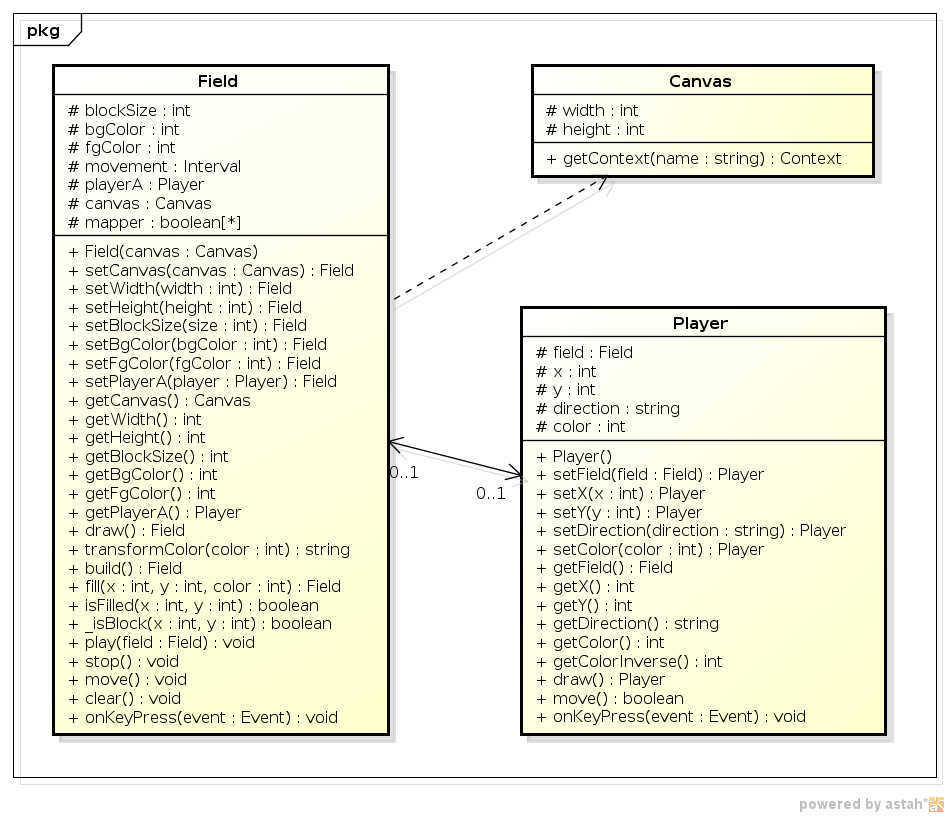 pkg
Field
# blockSize : int
# bgColor : int
# fgColor : int
# movement : Interval
# playerA : Player
# canvas : Canvas
# mapper : boolean[*]
+ Field(canvas : Canvas)
+ setCanvas(canvas : Canvas) : Field
+ setWidth(width : int) : Field
+ setHeight(height : int) : Field
+ setBlockSize(size : int) : Field
+ setBgColor(bgColor : int) : Field
+ setFgColor(fgColor : int) : Field
+ setPlayerA(player : Player) : Field
+ getCanvas() : Canvas
+ getWidth() : int
+ getHeight() : int
+ getBlockSize() : int
+ getBgColor() : int
+ getFgColor() : int
+ getPlayerA() : Player
+ draw() : Field
+ transformColor(color : int) : string
+ build() : Field
+ fill(x : int, y : int, color : int) : Field
+ isFilled(x : int, y : int) : boolean
+ _isBlock(x : int, y : int) : boolean
+ play(field : Field) : void
+ stop() : void
+ move() : void
+ clear() : void
+ onKeyPress(event : Event) : void
Canvas
# width : int
# height : int
+ getContext(name : string) : Context
0..1
0..1
Player
# field : Field
# x : int
# y : int
# direction : string
# color : int
+ Player()
+ setField(field : Field) : Player
+ setX(x : int) : Player
+ setY(y : int) : Player
+ setDirection(direction : string) : Player
+ setColor(color : int) : Player
+ getField() : Field
+ getX() : int
+ getY() : int
+ getDirection() : string
+ getColor() : int
+ getColorInverse() : int
+ draw() : Player
+ move() : boolean
+ onKeyPress(event : Event) : void
powered by astah*